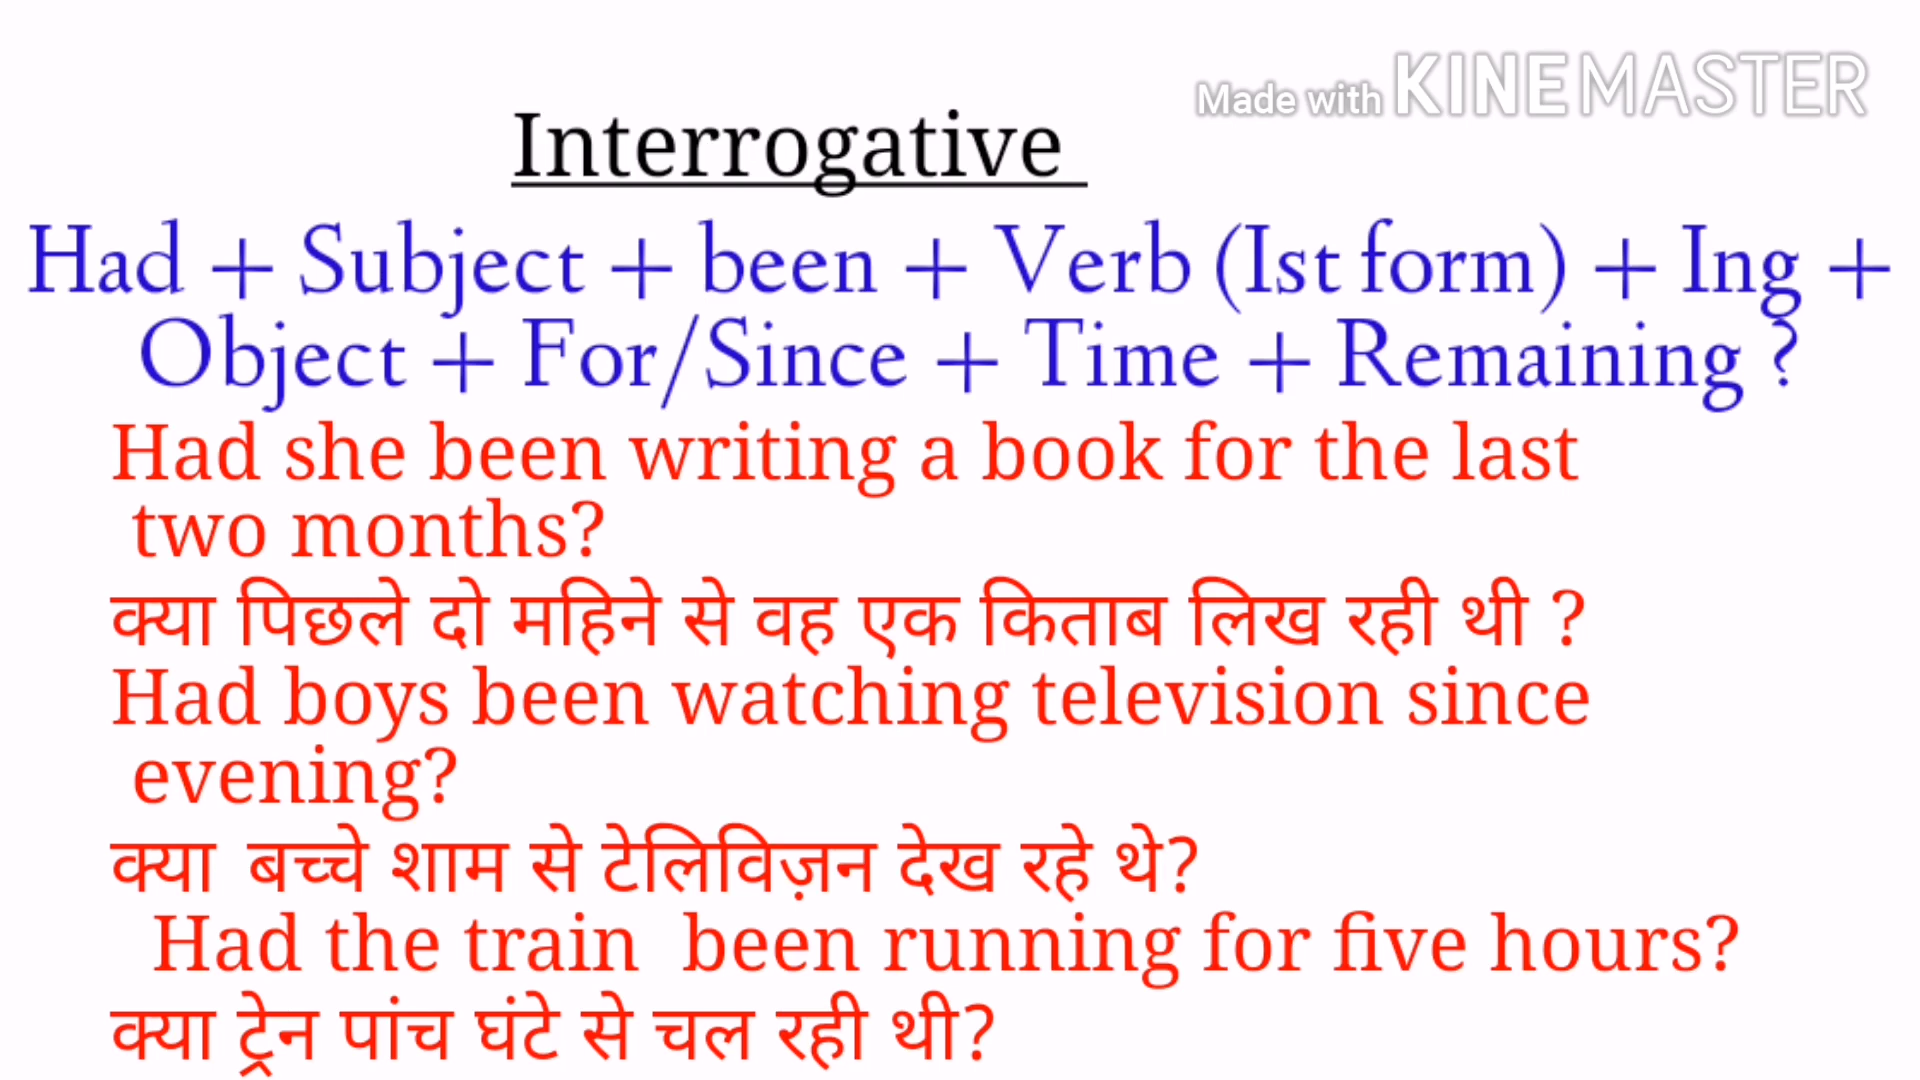 Made with KINEMASTER
Interrogative
Had + Subject + been + Verb (Ist form) + Ing +
Object + For/Since + Time + Remaining ?
Had she been writing a book for the last
two months?
क्या पिछले दो महिने से वह एक किताब लिख रही थी ?
Had boys been watching television since
evening?
क्या बच्चे शाम से टेलिविज़न देख रहे थे?
Had the train been running for five hours?
क्या ट्रेन पांच घंटे से चल रही थी?